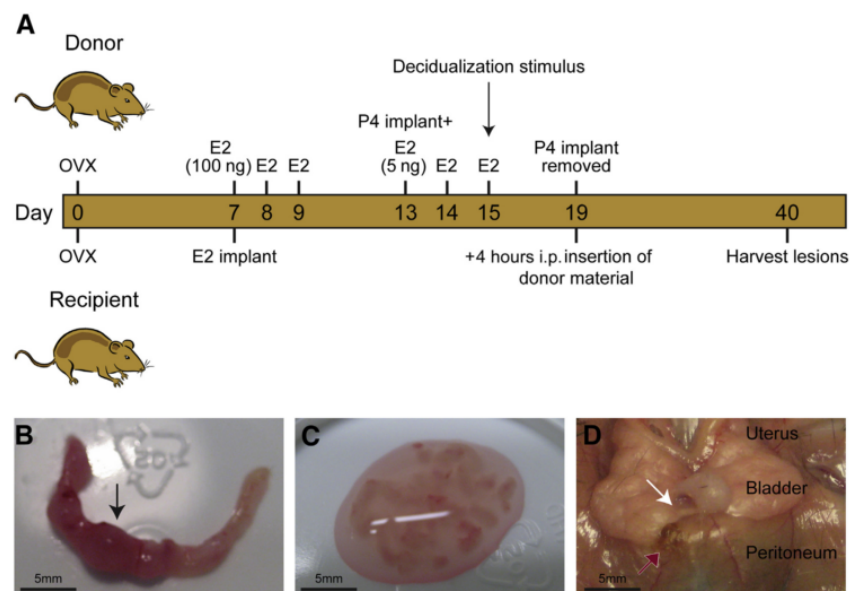 A
Donor
Decidualization stimulus
P4 implant+
E2
(100 ng) E2 E2
E2
(5 ng) E2 E2
P4 implant
removed
OVX
Day 0 7 8 9 13 14 15 19 40
OVX
E2 implant
+4 hours i.p. insertion of
donor material
Harvest lesions
Recipient
B
5mm
C
5mm
D
Uterus
Bladder
Peritoneum
5mm